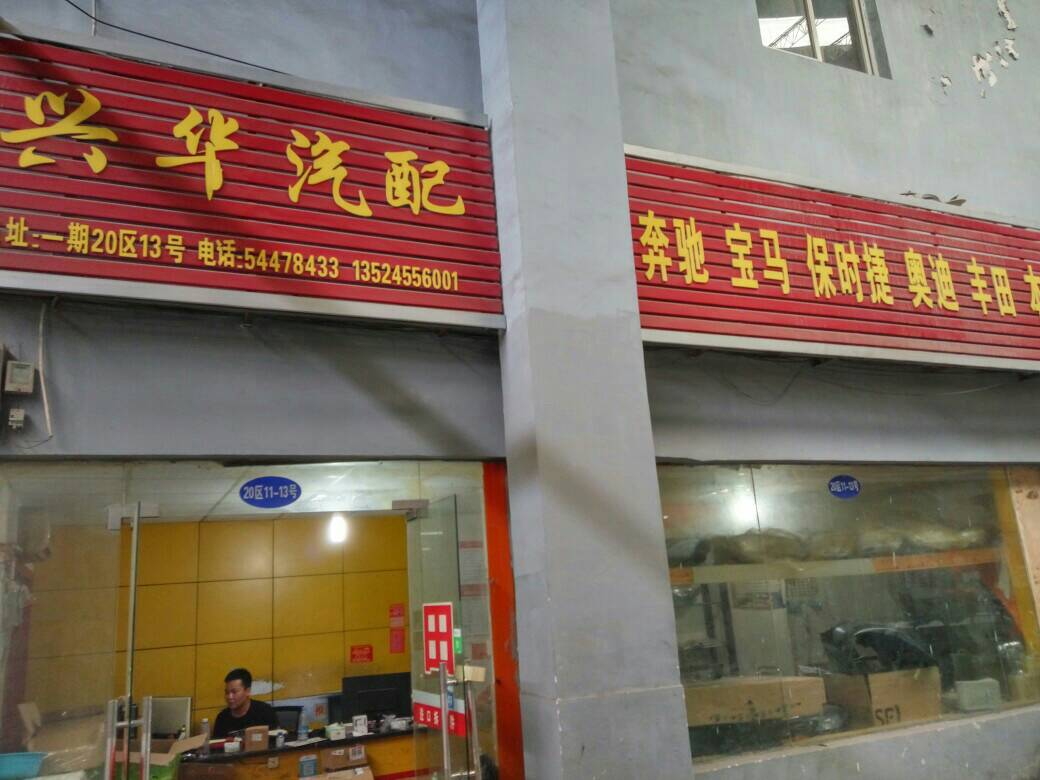 兴华汽配
址:一期20区13号 电话:54478433 13524556001
奔驰 宝马 保时捷 奥迪 丰田 本
20区11-13号
20区11-13号